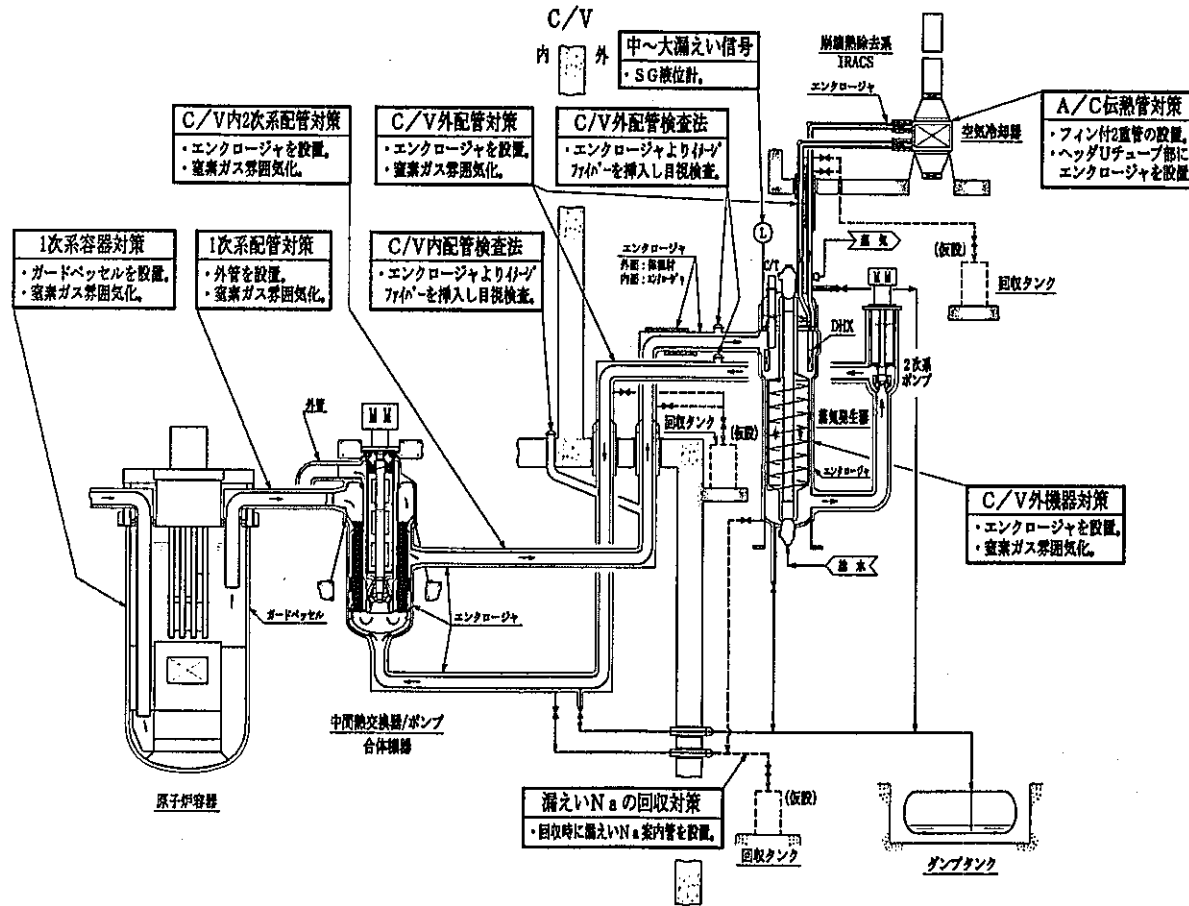 C/V
内 外
中～大漏えい信号
・SG液位計。
崩壊熱除去系
IRACS
エンクロージャ
空気冷却器
A/C伝熱管対策
・フィン付2重管の設置。
・ヘッダUチューブ部に
エンクロージャを設置
C/V内2次系配管対策
・エンクロージャを設置。
・窒素ガス雰囲気化。
C/V外配管対策
・エンクロージャを設置。
・窒素ガス雰囲気化。
C/V外配管検査法
・エンクロージャよりイメージ
ファイバーを挿入し目視検査。
1次系容器対策
・ガードベッセルを設置。
・窒素ガス雰囲気化。
1次系配管対策
・外管を設置。
・窒素ガス雰囲気化。
C/V内配管検査法
・エンクロージャよりイメージ
ファイバーを挿入し目視検査。
エンクロージャ
外部：保温材
L
C/T
蒸気
M M
(仮設)
回収タンク
DHX
2次系
ポンプ
外管
M M
回収タンク
(仮設)
蒸気発生器
エンクロージャ
C/V外機器対策
・エンクロージャを設置。
・窒素ガス雰囲気化。
給水
ガードベッセル
エンクロージャ
中間熱交換器/ポンプ
合体機器
原子炉容器
漏えいNaの回収対策
・回収時に漏えいNa案内管を設置。
(仮設)
回収タンク
ダンプタンク